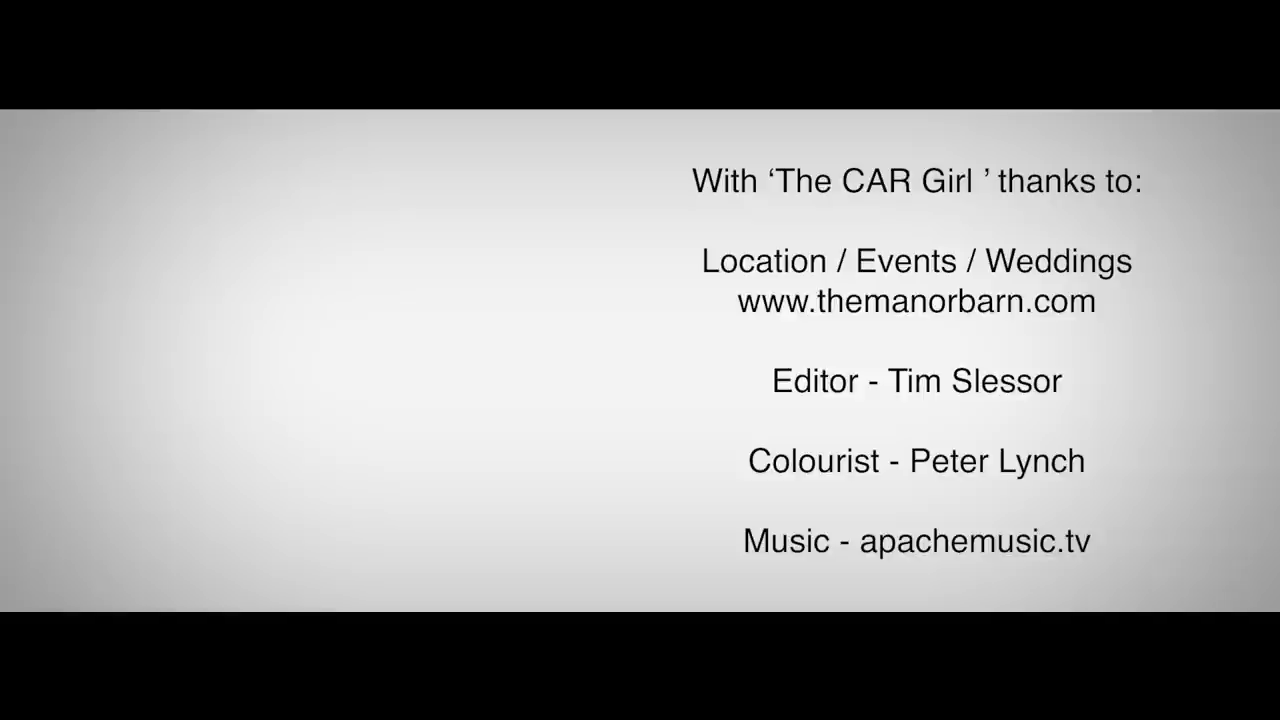 With ‘The CAR Girl ’ thanks to:
Location / Events / Weddings
www.themanorbarn.com
Editor - Tim Slessor
Colourist - Peter Lynch
Music - apachemusic.tv